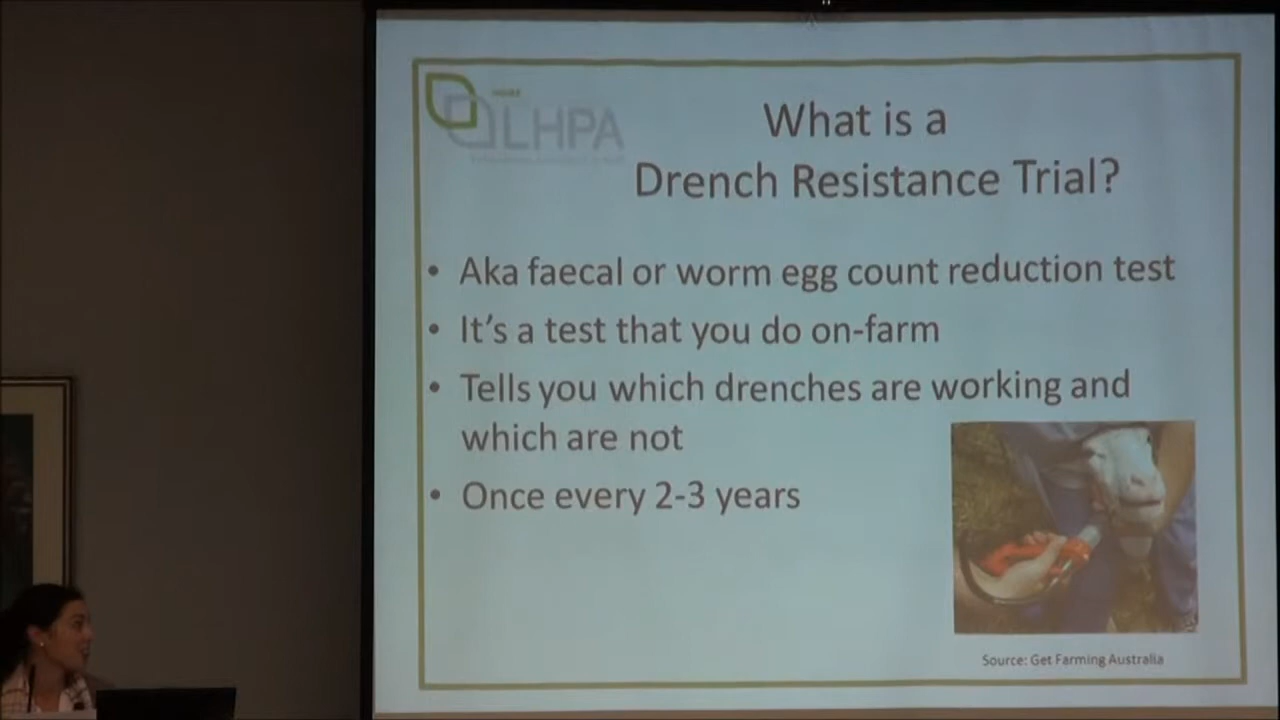 LHPA
What is a
Drench Resistance Trial?
• Aka faecal or worm egg count reduction test
• It's a test that you do on-farm
• Tells you which drenches are working and
which are not
• Once every 2-3 years
Source: Get Farming Australia